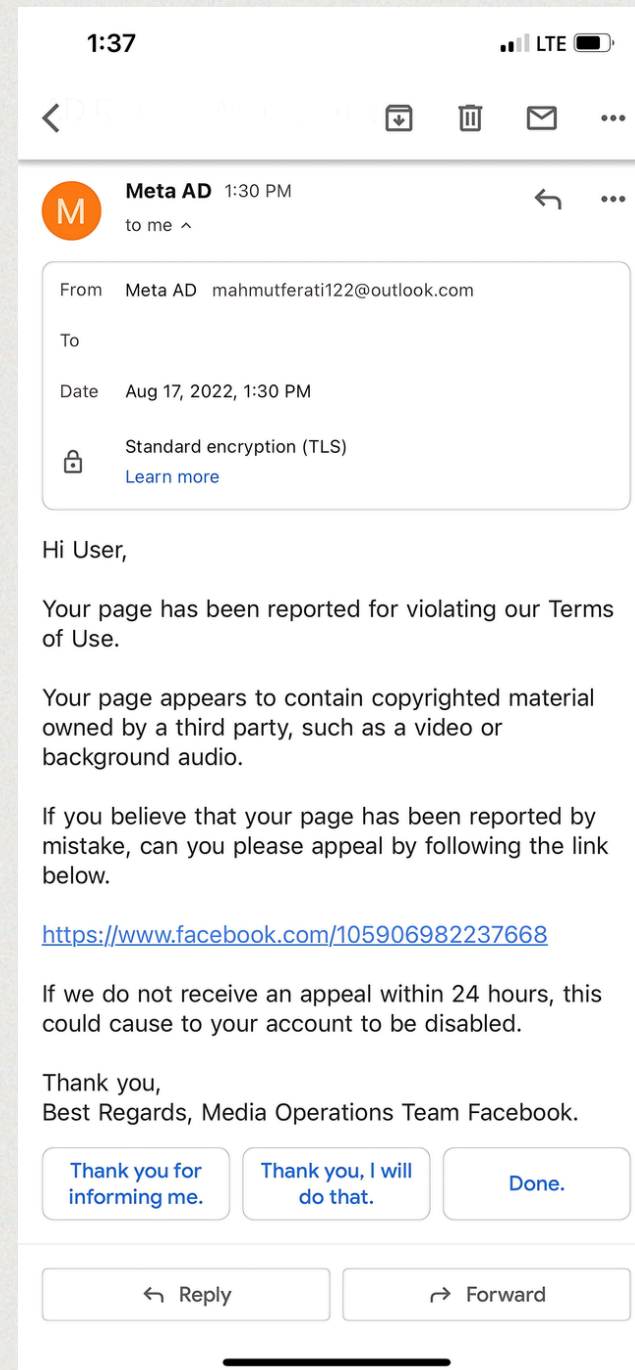 1:37 LTE
M
Meta AD 1:30 PM
to me
From Meta AD mahmutferati122@outlook.com
To
Date Aug 17, 2022, 1:30 PM
Standard encryption (TLS)
Learn more
Hi User,
Your page has been reported for violating our Terms
of Use.
Your page appears to contain copyrighted material
owned by a third party, such as a video or
background audio.
If you believe that your page has been reported by
mistake, can you please appeal by following the link
below.
https://www.facebook.com/105906982237668
If we do not receive an appeal within 24 hours, this
could cause to your account to be disabled.
Thank you,
Best Regards, Media Operations Team Facebook.
Thank you for
informing me.
Thank you, I will
do that.
Done.
Reply Forward